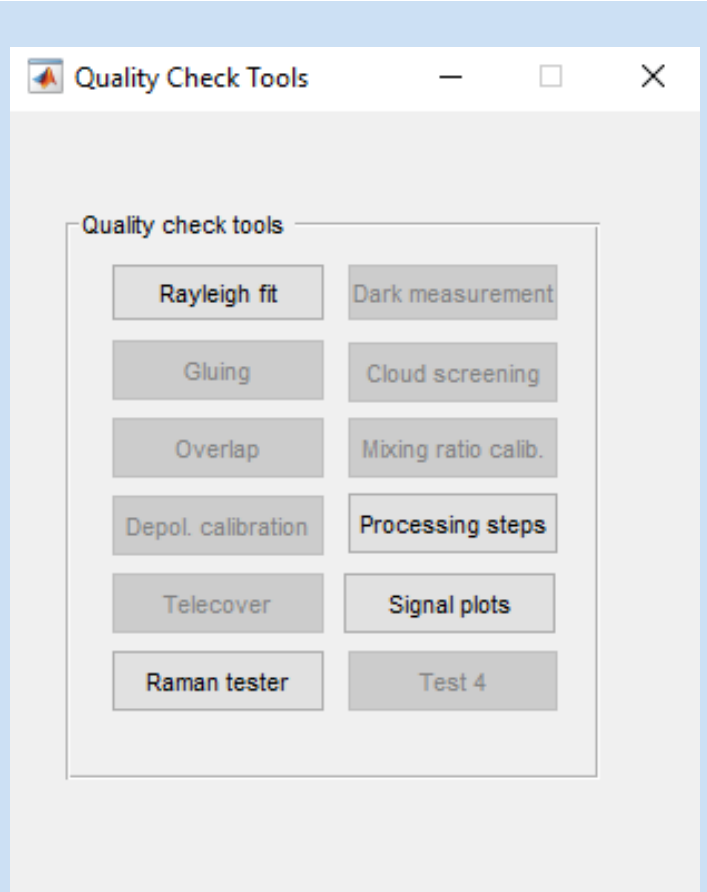 Quality Check Tools
Quality check tools
Rayleigh fit
Dark measurement
Gluing
Cloud screening
Overlap
Mixing ratio calib.
Depol. calibration
Processing steps
Telecover
Signal plots
Raman tester
Test 4